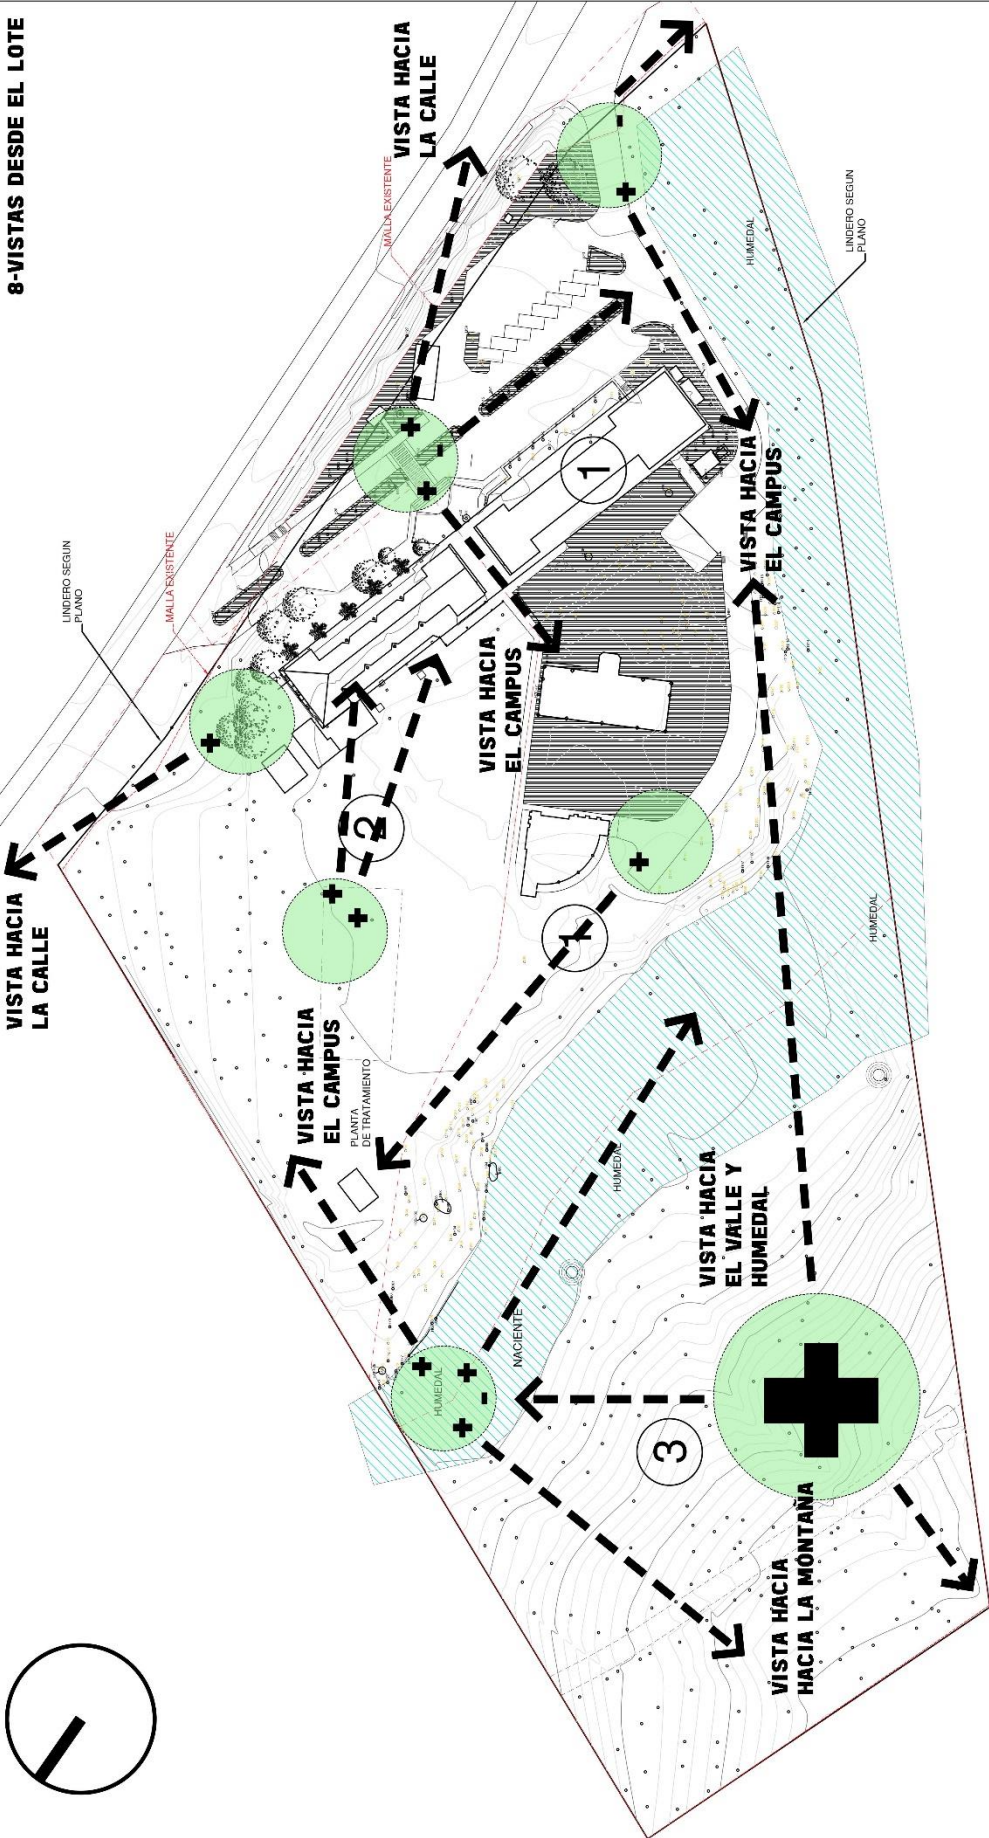 8-VISTAS DESDE EL LOTE
VISTA HACIA
LA CALLE
MALLA EXISTENTE
HUMEDAL
LINDERO SEGUN
PLANO
LINDERO SEGUN
PLANO
MALLA EXISTENTE
1
VISTA HACIA
EL CAMPUS
VISTA HACIA
EL CAMPUS
2
VISTA HACIA
LA CALLE
1
HUMEDAL
VISTA HACIA
EL CAMPUS
PLANTA
DE TRATAMIENTO
HUMEDAL
VISTA HACIA
EL VALLE Y
HUMEDAL
NACIENTE
HUMEDAL
3
VISTA HACIA
HACIA LA MONTAÑA